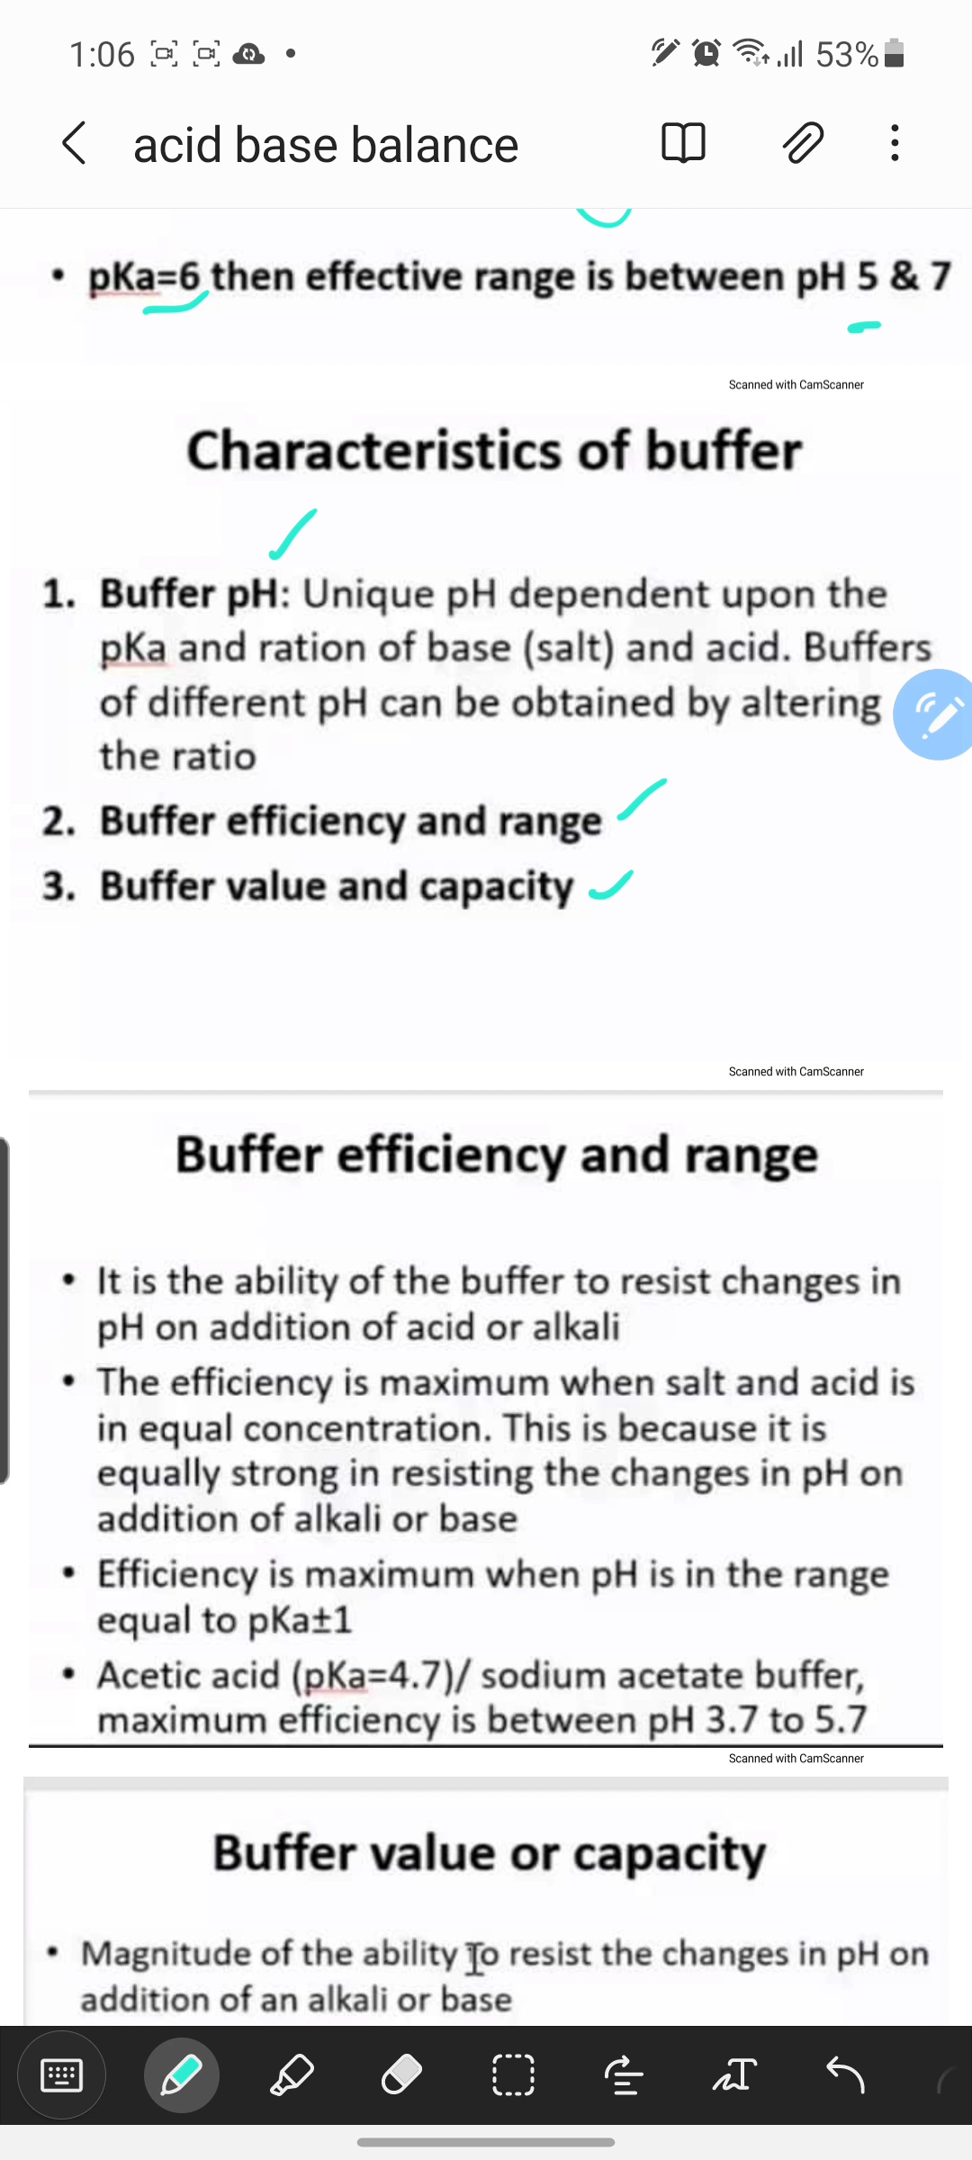 1:06
53%
acid base balance
• pKa=6 then effective range is between pH 5 & 7
Scanned with CamScanner
Characteristics of buffer
1. Buffer pH: Unique pH dependent upon the
pKa and ration of base (salt) and acid. Buffers
of different pH can be obtained by altering
the ratio
2. Buffer efficiency and range
3. Buffer value and capacity
Scanned with CamScanner
Buffer efficiency and range
• It is the ability of the buffer to resist changes in
pH on addition of acid or alkali
• The efficiency is maximum when salt and acid is
in equal concentration. This is because it is
equally strong in resisting the changes in pH on
addition of alkali or base
• Efficiency is maximum when pH is in the range
equal to pKa±1
• Acetic acid (pKa=4.7)/ sodium acetate buffer,
maximum efficiency is between pH 3.7 to 5.7
Scanned with CamScanner
Buffer value or capacity
• Magnitude of the ability to resist the changes in pH on
addition of an alkali or base